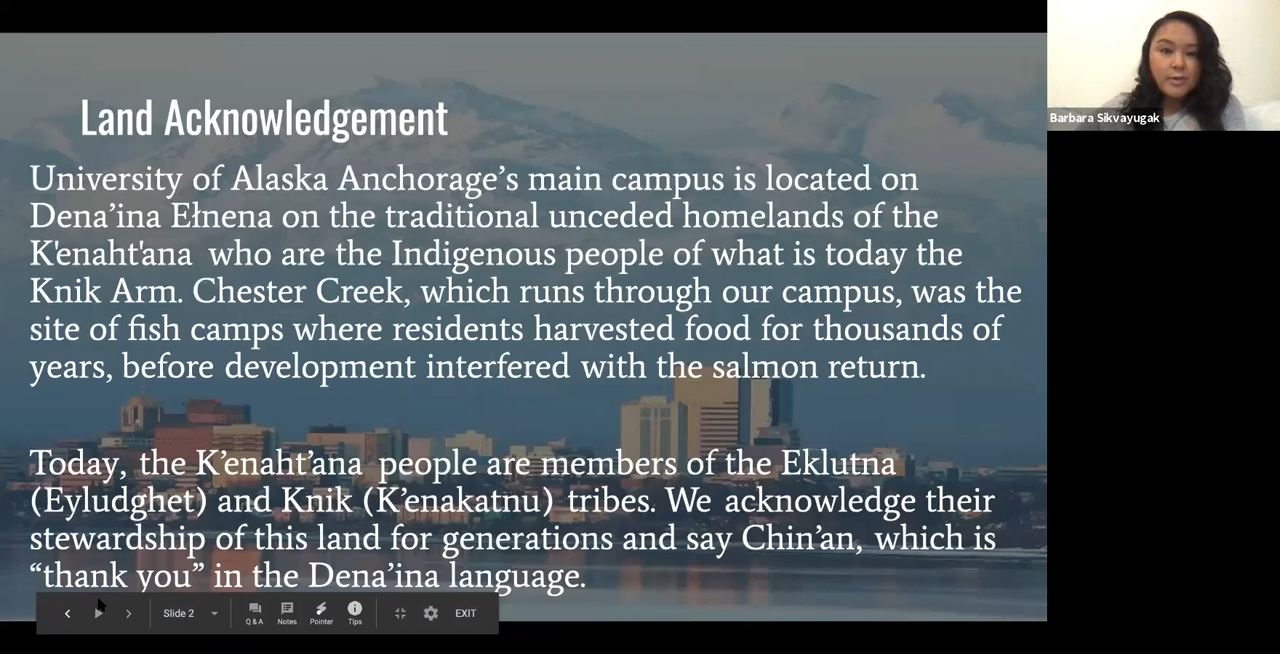 Land Acknowledgement
University of Alaska Anchorage’s main campus is located on
Dena’ina Ełnena on the traditional unceded homelands of the
K'enaht'ana who are the Indigenous people of what is today the
Knik Arm. Chester Creek, which runs through our campus, was the
site of fish camps where residents harvested food for thousands of
years, before development interfered with the salmon return.
Today, the K’enaht’ana people are members of the Eklutna
(Eyludghet) and Knik (K’enakatnu) tribes. We acknowledge their
stewardship of this land for generations and say Chin’an, which is
“thank you” in the Dena’ina language.
Slide 2
Q & A
Notes
Pointer
Tips
EXIT
Barbara Sikvayugak